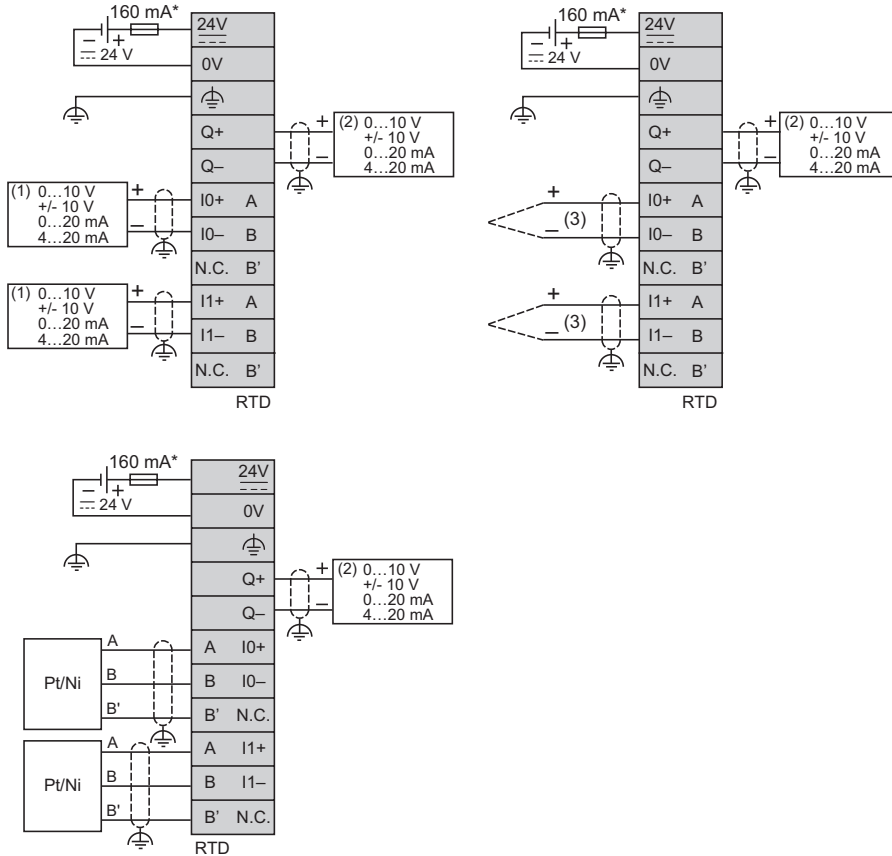 160 mA*
24V
–
+
24 V
0V
Q+
Q–
+
(2) 0...10 V
+/- 10 V
0...20 mA
4...20 mA
–
(1) 0...10 V
+/- 10 V
0...20 mA
4...20 mA
+
–
I0+ A
I0– B
N.C. B'
(1) 0...10 V
+/- 10 V
0...20 mA
4...20 mA
+
–
I1+ A
I1– B
N.C. B'
RTD
160 mA*
24V
–
+
24 V
0V
Q+
Q–
+
(2) 0...10 V
+/- 10 V
0...20 mA
4...20 mA
–
+
– (3)
I0+ A
I0– B
N.C. B'
+
– (3)
I1+ A
I1– B
N.C. B'
RTD
160 mA*
24V
–
+
24 V
0V
Q+
Q–
+
(2) 0...10 V
+/- 10 V
0...20 mA
4...20 mA
–
Pt/Ni
A
B
B'
A I0+
B I0–
B' N.C.
Pt/Ni
A
B
B'
A I1+
B I1–
B' N.C.
RTD